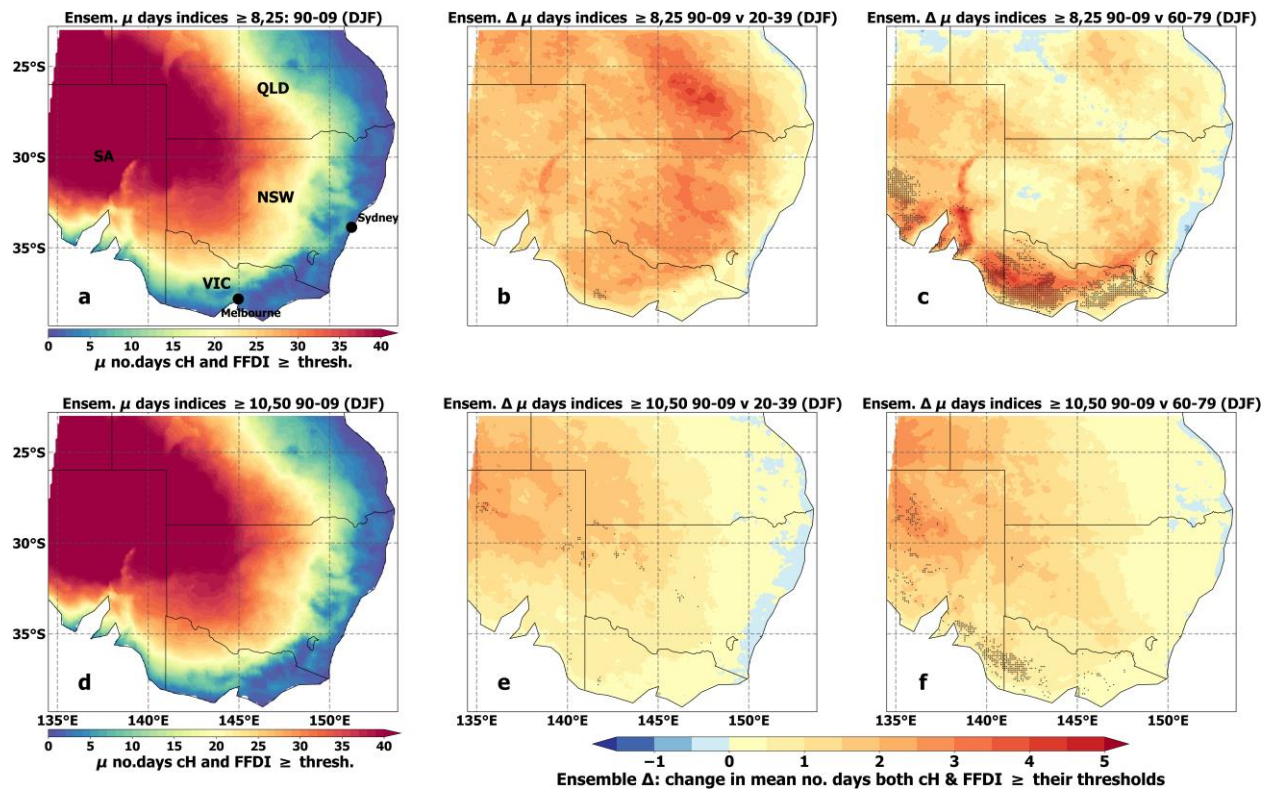 Ensem. μ days indices ≥ 8,25: 90-09 (DJF)
Ensem. Δ μ days indices ≥ 8,25 90-09 v 20-39 (DJF)
Ensem. Δ μ days indices ≥ 8,25 90-09 v 60-79 (DJF)
25°S
30°S
35°S
QLD
SA
NSW
Sydney
VIC
Melbourne
a
b
c
0 5 10 15 20 25 30 35 40
μ no.days cH and FFDI ≥ thresh.
Ensem. μ days indices ≥ 10,50 90-09 (DJF)
Ensem. Δ μ days indices ≥ 10,50 90-09 v 20-39 (DJF)
Ensem. Δ μ days indices ≥ 10,50 90-09 v 60-79 (DJF)
25°S
30°S
35°S
d
e
f
135°E 140°E 145°E 150°E
135°E 140°E 145°E 150°E
135°E 140°E 145°E 150°E
0 5 10 15 20 25 30 35 40
μ no.days cH and FFDI ≥ thresh.
−1 0 1 2 3 4 5
Ensemble Δ: change in mean no. days both cH & FFDI ≥ their thresholds